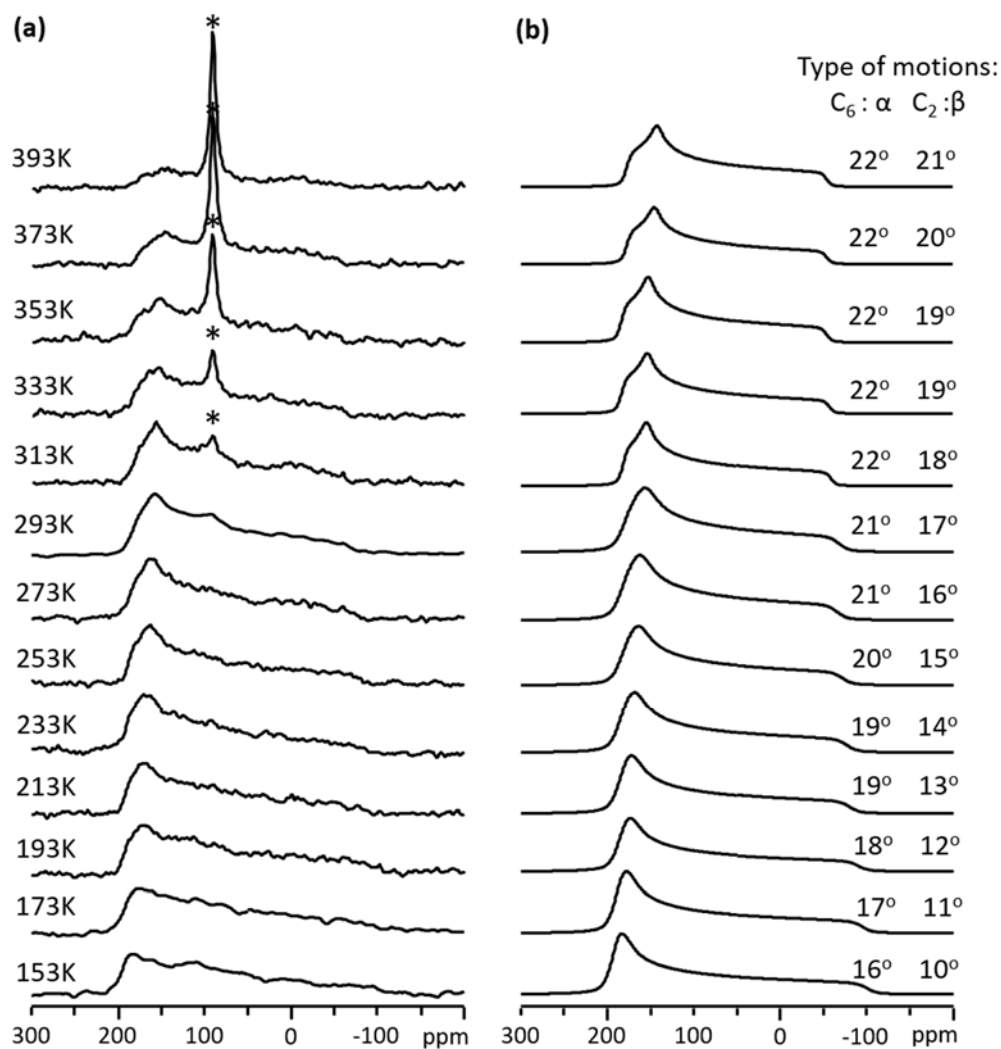 (a)
*
*
393K
373K
*
353K
*
333K
*
313K
293K
273K
253K
233K
213K
193K
173K
153K
300 200 100 0 -100 ppm
(b)
Type of motions:
C₆ : α C₂ :β
22° 21°
22° 20°
22° 19°
22° 19°
22° 18°
21° 17°
21° 16°
20° 15°
19° 14°
19° 13°
18° 12°
17° 11°
16° 10°
300 200 100 0 -100 ppm